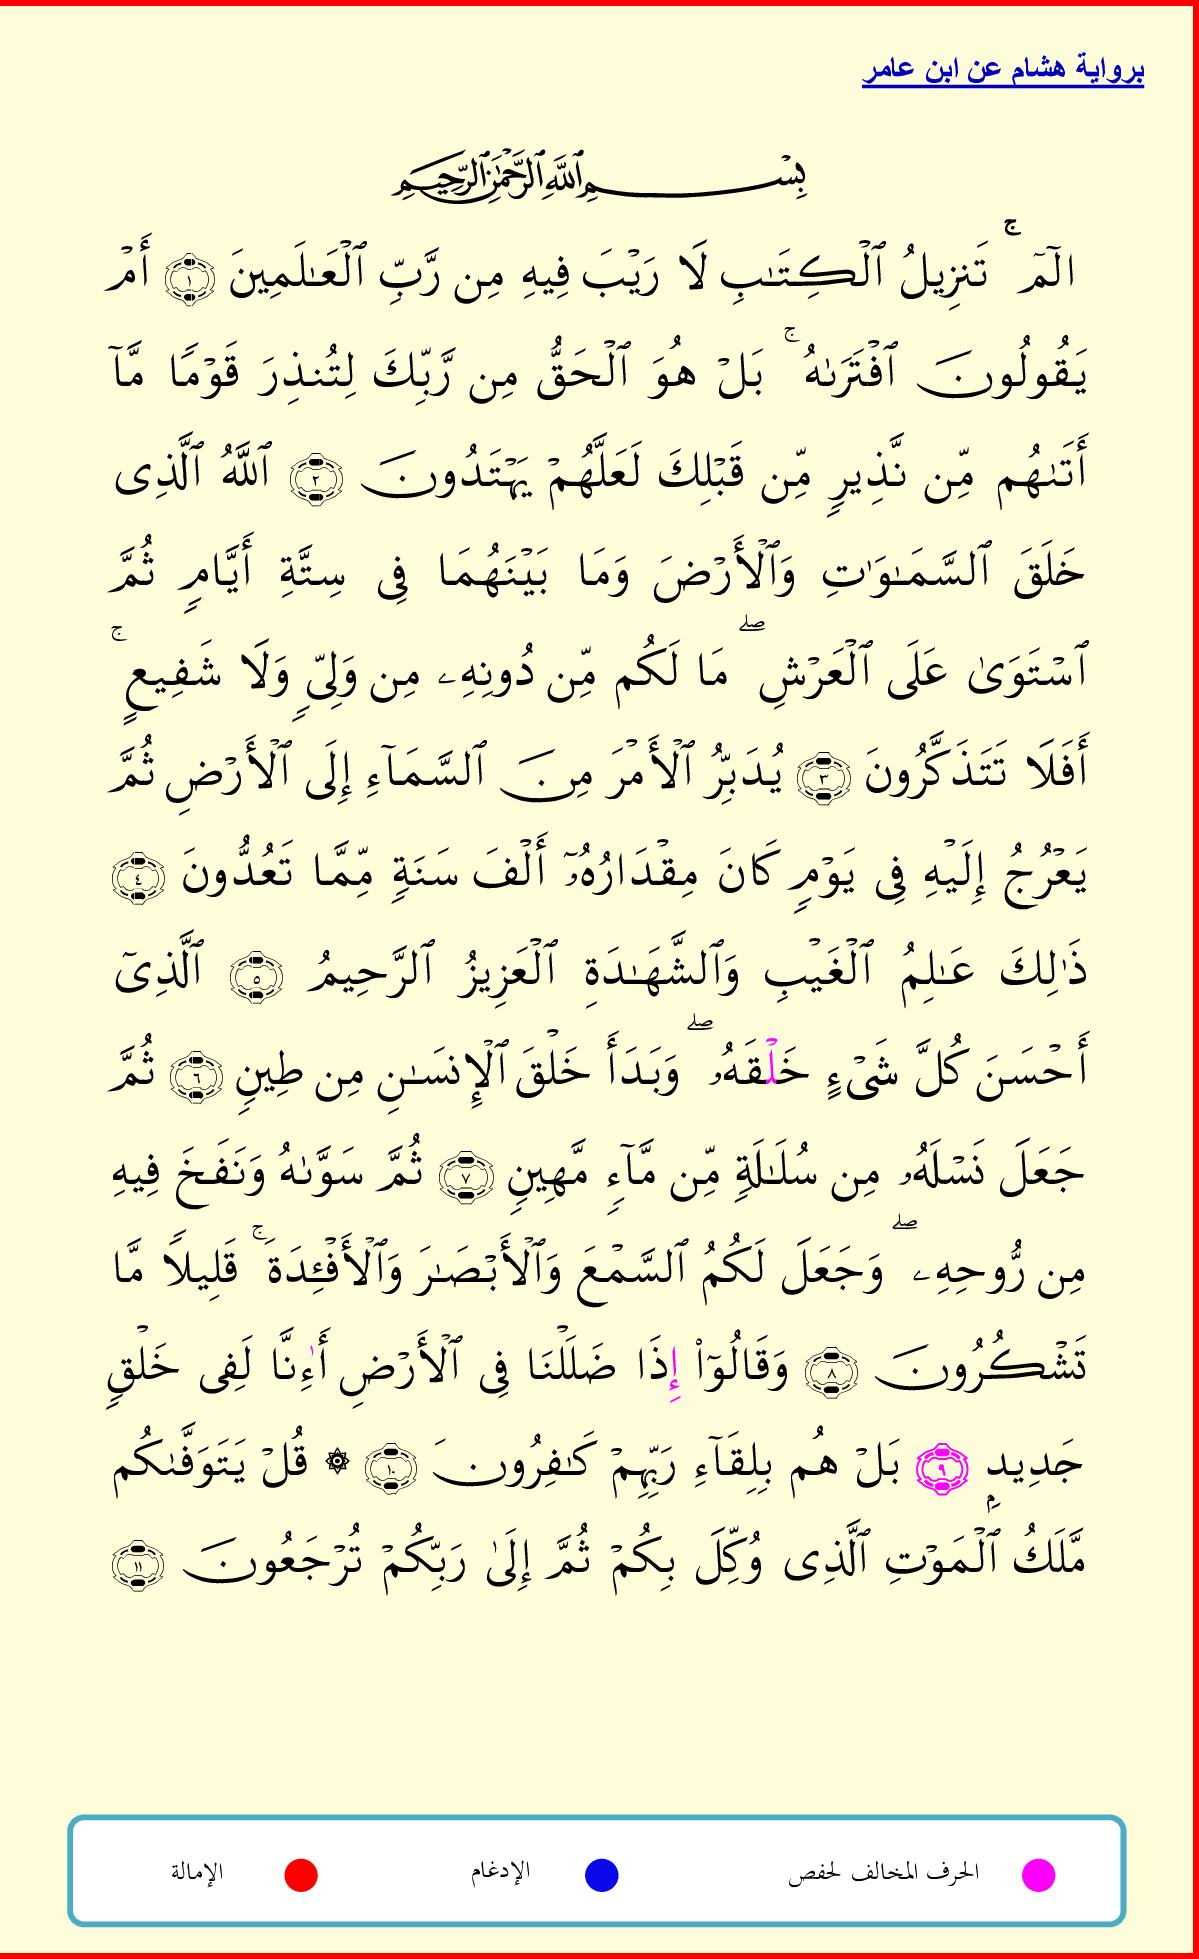 برواية هشام عن ابن عامر
بِسْمِ ٱللَّهِ ٱلرَّحْمَٰنِ ٱلرَّحِيمِ
الٓمٓ ۚ تَنزِيلُ ٱلْكِتَـٰبِ لَا رَيْبَ فِيهِ مِن رَّبِّ ٱلْعَـٰلَمِينَ ١ أَمْ
يَقُولُونَ ٱفْتَرَىٰهُ ۚ بَلْ هُوَ ٱلْحَقُّ مِن رَّبِّكَ لِتُنذِرَ قَوْمًا مَّآ
أَتَىٰهُم مِّن نَّذِيرٍ مِّن قَبْلِكَ لَعَلَّهُمْ يَهْتَدُونَ ٢ ٱللَّهُ ٱلَّذِى
خَلَقَ ٱلسَّمَـٰوَٰتِ وَٱلْأَرْضَ وَمَا بَيْنَهُمَا فِى سِتَّةِ أَيَّامٍ ثُمَّ
ٱسْتَوَىٰ عَلَى ٱلْعَرْشِ ۖ مَا لَكُم مِّن دُونِهِۦ مِن وَلِىٍّ وَلَا شَفِيعٍ ۚ
أَفَلَا تَتَذَكَّرُونَ ٣ يُدَبِّرُ ٱلْأَمْرَ مِنَ ٱلسَّمَآءِ إِلَى ٱلْأَرْضِ ثُمَّ
يَعْرُجُ إِلَيْهِ فِى يَوْمٍ كَانَ مِقْدَارُهُۥٓ أَلْفَ سَنَةٍ مِّمَّا تَعُدُّونَ ٤
ذَٰلِكَ عَـٰلِمُ ٱلْغَيْبِ وَٱلشَّهَـٰدَةِ ٱلْعَزِيزُ ٱلرَّحِيمُ ٥ ٱلَّذِىٓ
أَحْسَنَ كُلَّ شَىْءٍ خَلْقَهُۥ ۖ وَبَدَأَ خَلْقَ ٱلْإِنسَـٰنِ مِن طِينٍ ٦ ثُمَّ
جَعَلَ نَسْلَهُۥ مِن سُلَـٰلَةٍ مِّن مَّآءٍ مَّهِينٍ ٧ ثُمَّ سَوَّىٰهُ وَنَفَخَ فِيهِ
مِن رُّوحِهِۦ ۖ وَجَعَلَ لَكُمُ ٱلسَّمْعَ وَٱلْأَبْصَـٰرَ وَٱلْأَفْـِٔدَةَ ۚ قَلِيلًا مَّا
تَشْكُرُونَ ٨ وَقَالُوٓا۟ إِذَا ضَلَلْنَا فِى ٱلْأَرْضِ أَٰءِنَّا لَفِى خَلْقٍ
جَدِيدٍۭ ٩ بَلْ هُم بِلِقَآءِ رَبِّهِمْ كَـٰفِرُونَ ١٠ ۞ قُلْ يَتَوَفَّىٰكُم
مَّلَكُ ٱلْمَوْتِ ٱلَّذِى وُكِّلَ بِكُمْ ثُمَّ إِلَىٰ رَبِّكُمْ تُرْجَعُونَ ١١
الحرف المخالف لحفص الإدغام الإمالة